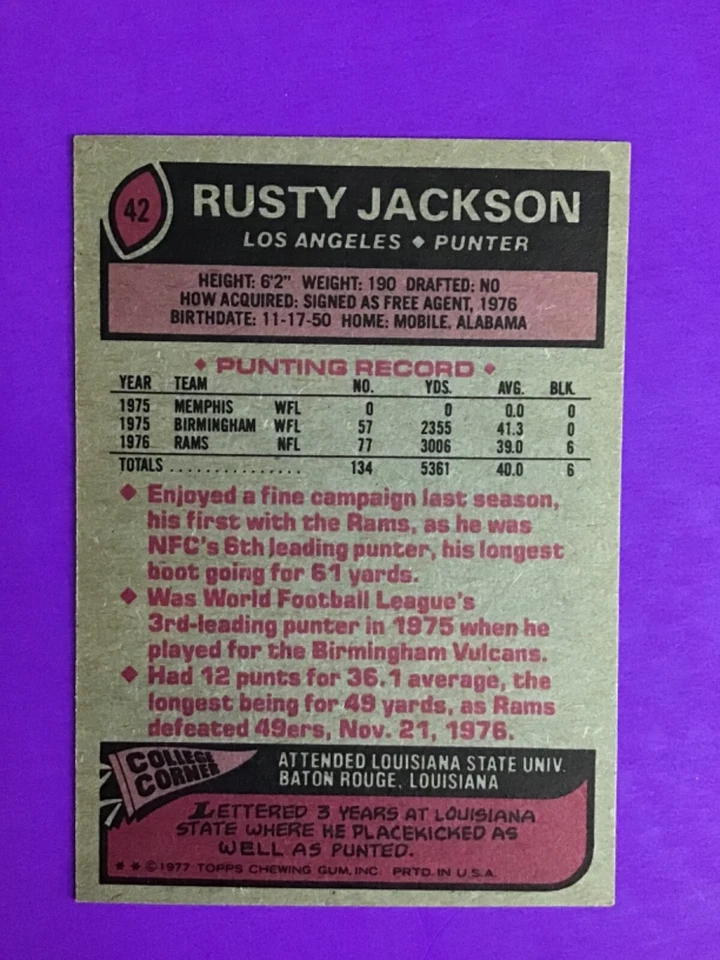 42
RUSTY JACKSON
LOS ANGELES ♦ PUNTER
HEIGHT: 6'2" WEIGHT: 190 DRAFTED: NO
HOW ACQUIRED: SIGNED AS FREE AGENT, 1976
BIRTHDATE: 11-17-50 HOME: MOBILE, ALABAMA
♦ PUNTING RECORD ♦
YEAR TEAM NO. YDS. AVG. BLK.
1975 MEMPHIS WFL 0 0 0.0 0
1975 BIRMINGHAM WFL 57 2355 41.3 0
1976 RAMS NFL 77 3006 39.0 6
TOTALS ............... 134 5361 40.0 6
♦ Enjoyed a fine campaign last season,
his first with the Rams, as he was
NFC's 6th leading punter, his longest
boot going for 61 yards.
♦ Was World Football League's
3rd-leading punter in 1975 when he
played for the Birmingham Vulcans.
♦ Had 12 punts for 36.1 average, the
longest being for 49 yards, as Rams
defeated 49ers, Nov. 21, 1976.
COLLEGE
CORNER
ATTENDED LOUISIANA STATE UNIV.
BATON ROUGE, LOUISIANA
LETTERED 3 YEARS AT LOUISIANA
STATE WHERE HE PLACEKICKED AS
WELL AS PUNTED.
* * © 1977 TOPPS CHEWING GUM, INC. PRTD. IN U.S.A.